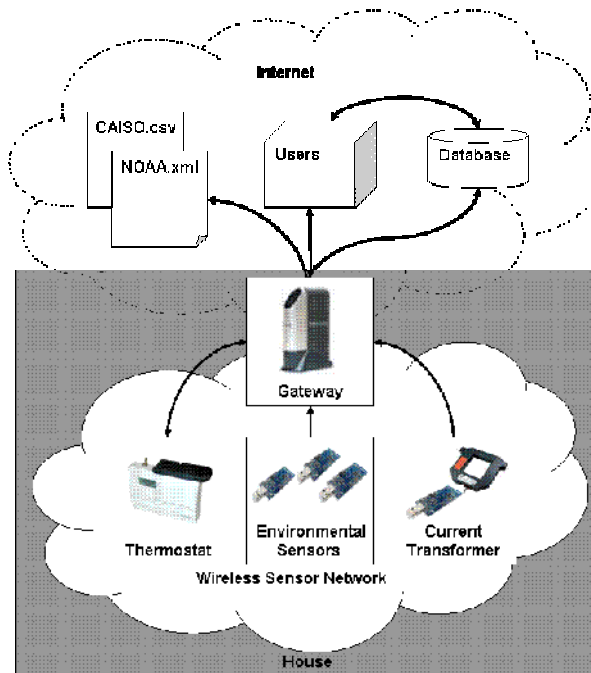 Internet
CAISO.csv
NOAA.xml
Users
Database
Gateway
Thermostat
Environmental
Sensors
Current
Transformer
Wireless Sensor Network
House